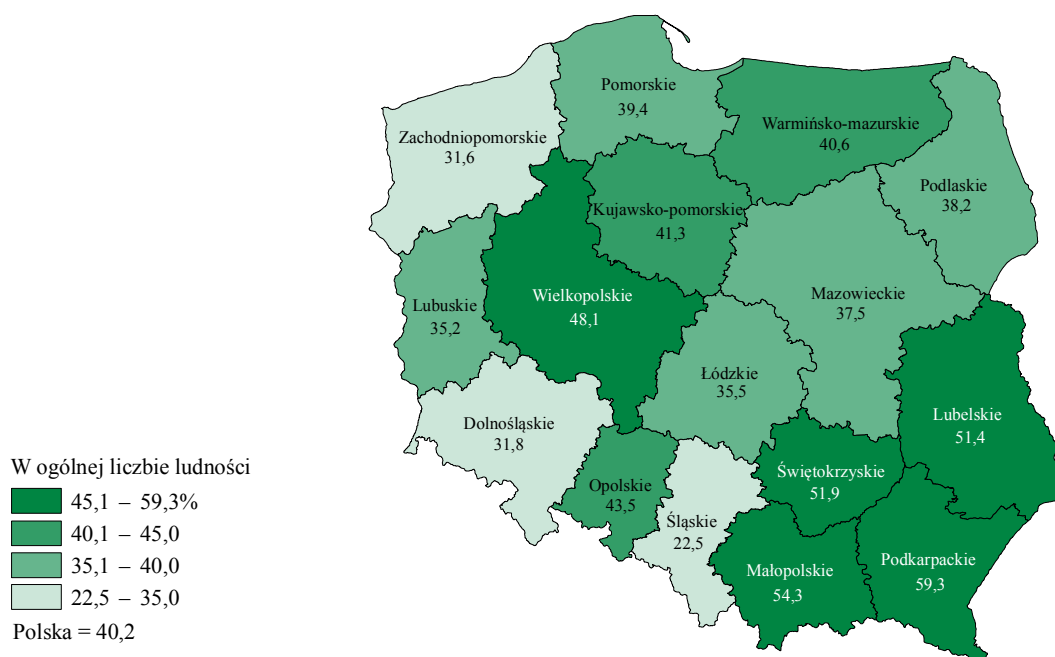 Pomorskie
39,4
Warmińsko-mazurskie
40,6
Zachodniopomorskie
31,6
Podlaskie
38,2
Kujawsko-pomorskie
41,3
Wielkopolskie
48,1
Mazowieckie
37,5
Lubuskie
35,2
Łódzkie
35,5
Lubelskie
51,4
Dolnośląskie
31,8
Świętokrzyskie
51,9
Opolskie
43,5
Śląskie
22,5
Podkarpackie
59,3
Małopolskie
54,3
W ogólnej liczbie ludności
45,1 – 59,3%
40,1 – 45,0
35,1 – 40,0
22,5 – 35,0
Polska = 40,2